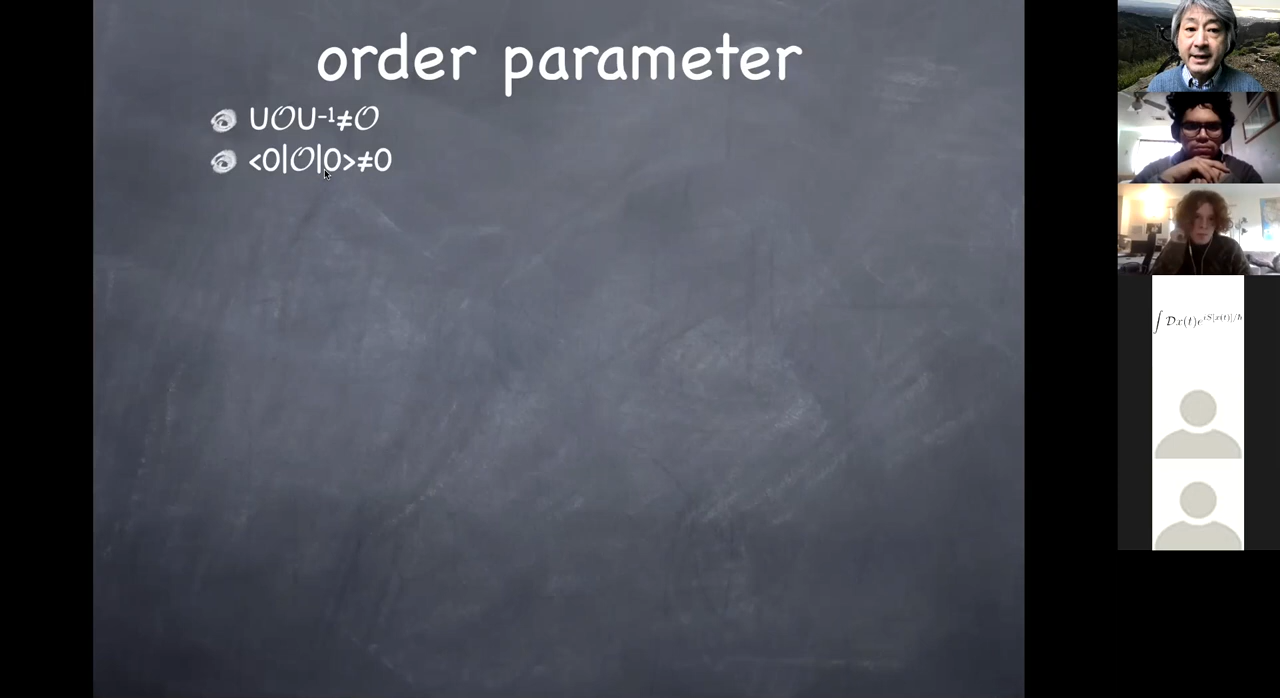 order parameter
U𝒪U⁻¹≠𝒪
<0|𝒪|0>≠0
∫ 𝒟x(t)e^{iS[x(t)]/ℏ}